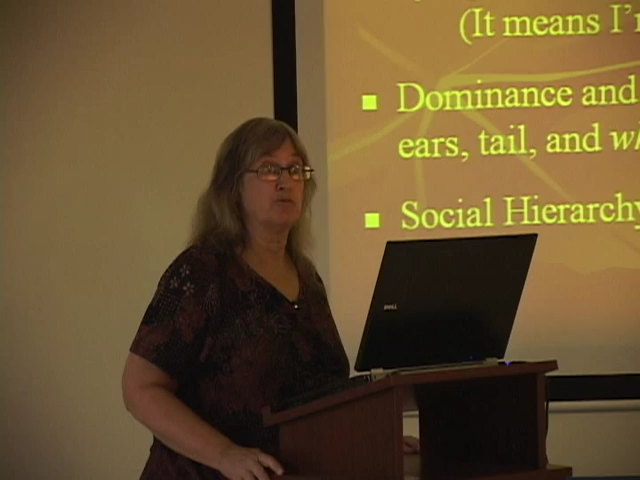 (It means I'
Dominance and
ears, tail, and
Social Hierarchy
DELL